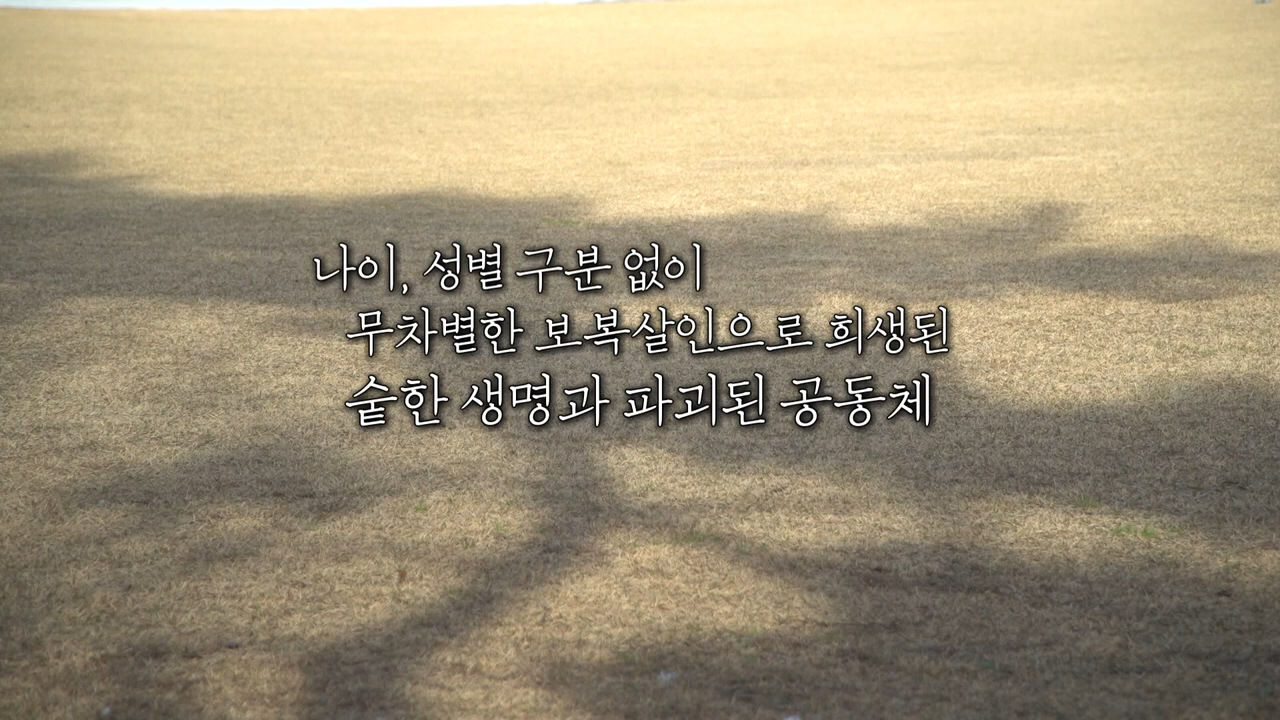 나이, 성별 구분 없이
무차별한 보복살인으로 희생된
숱한 생명과 파괴된 공동체